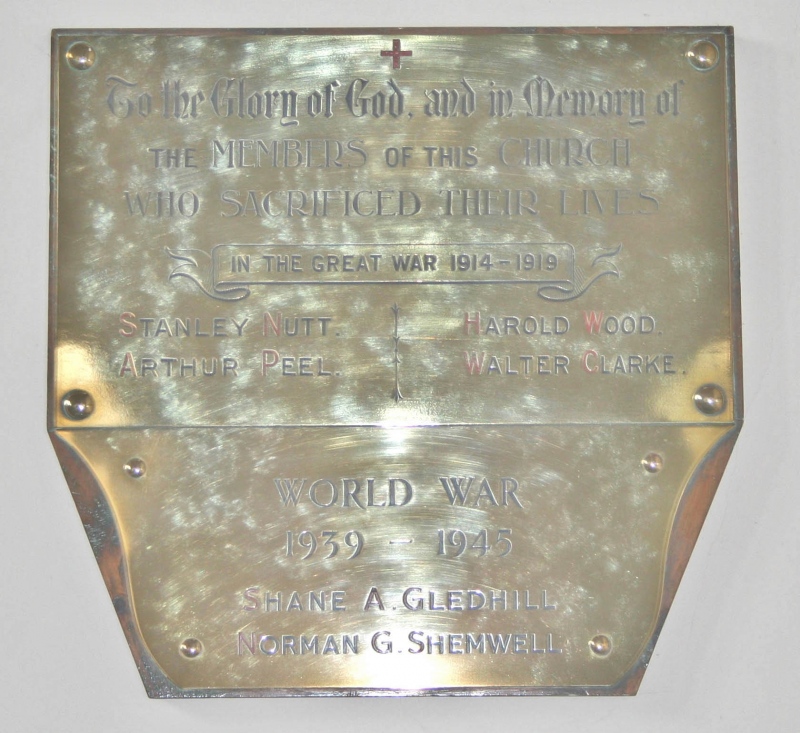 To the Glory of God, and in Memory of
THE MEMBERS OF THIS CHURCH
WHO SACRIFICED THEIR LIVES
IN THE GREAT WAR 1914-1919
STANLEY NUTT. HAROLD WOOD.
ARTHUR PEEL. WALTER CLARKE.
WORLD WAR
1939 - 1945
SHANE A. GLEDHILL
NORMAN G. SHEMWELL